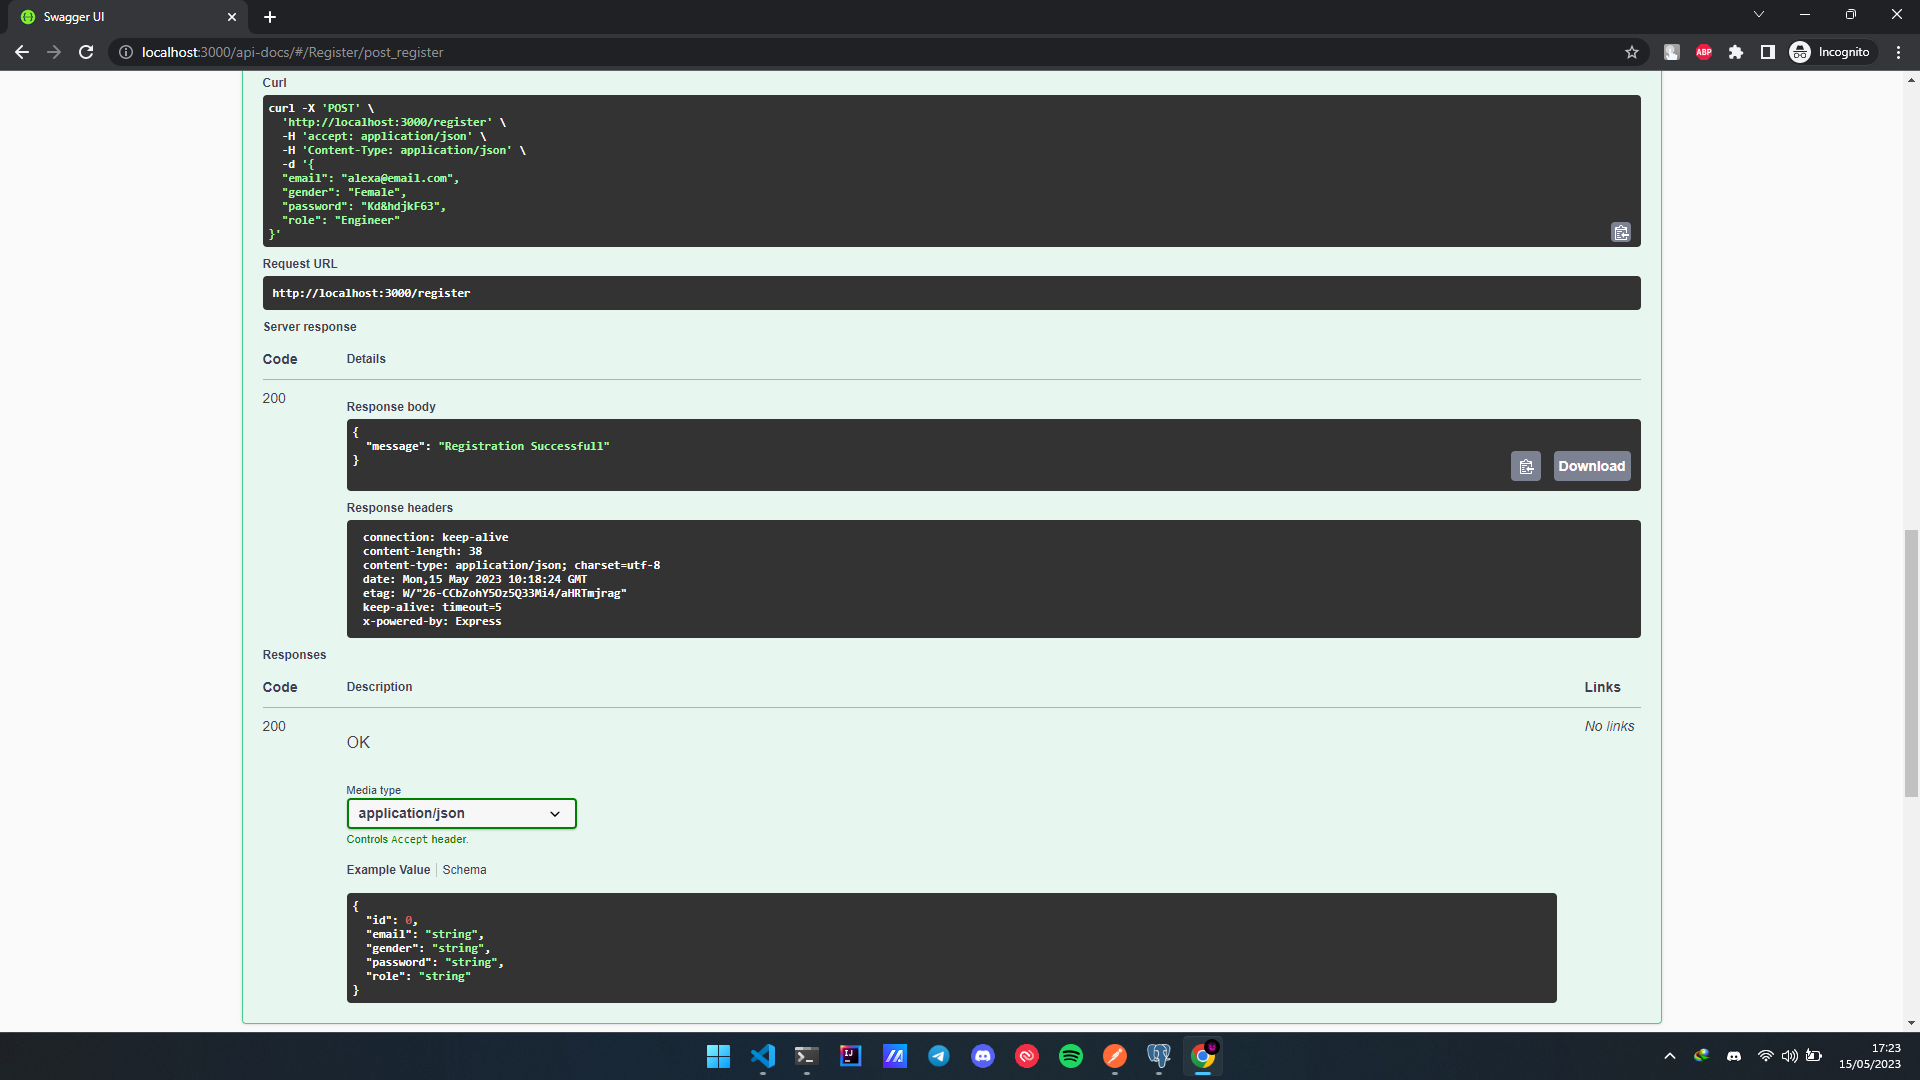 Swagger UI
localhost:3000/api-docs/#/Register/post_register
ABP
Incognito
Curl
curl -X 'POST' \
'http://localhost:3000/register' \
-H 'accept: application/json' \
-H 'Content-Type: application/json' \
-d '{
"email": "alexa@email.com",
"gender": "Female",
"password": "Kd&hdjkF63",
"role": "Engineer"
}'
Request URL
http://localhost:3000/register
Server response
Code Details
200
Response body
{
"message": "Registration Successfull"
}
Download
Response headers
connection: keep-alive
content-length: 38
content-type: application/json; charset=utf-8
date: Mon,15 May 2023 10:18:24 GMT
etag: W/"26-CCbZohY5Oz5Q33Mi4/aHRTmjrag"
keep-alive: timeout=5
x-powered-by: Express
Responses
Code Description Links
200 No links
OK
Media type
application/json
Controls Accept header.
Example Value Schema
{
"id": 0,
"email": "string",
"gender": "string",
"password": "string",
"role": "string"
}
IJ
17:23
15/05/2023